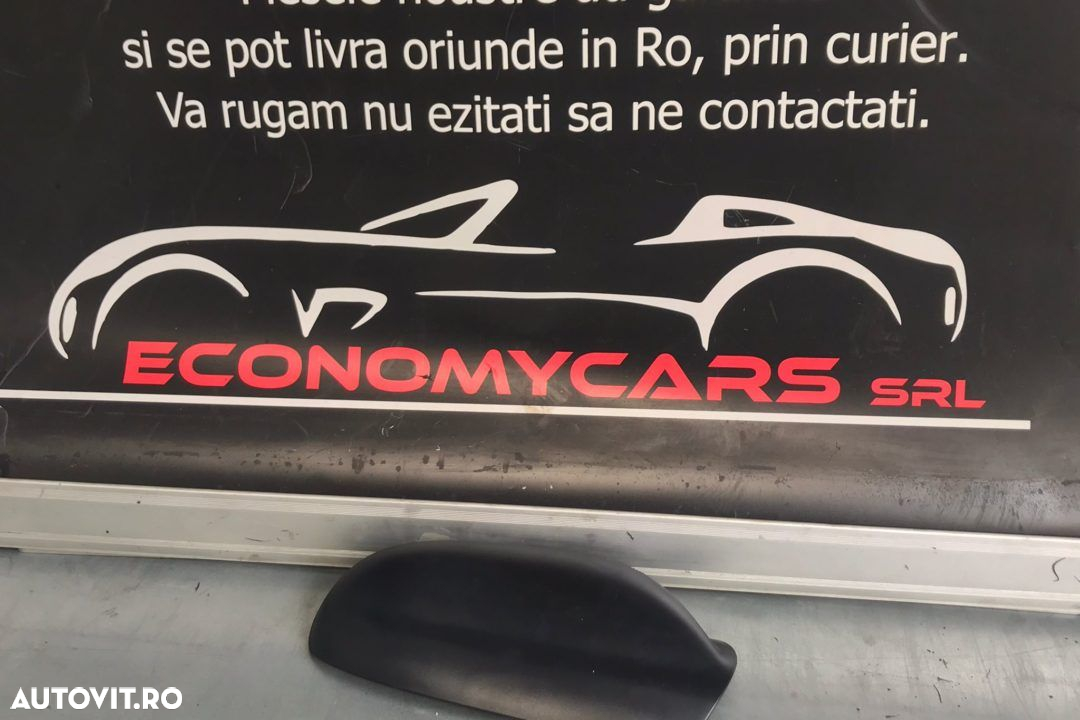 si se pot livra oriunde in Ro, prin curier.
Va rugam nu ezitati sa ne contactati.
ECONOMYCARS SRL
AUTOVIT.RO